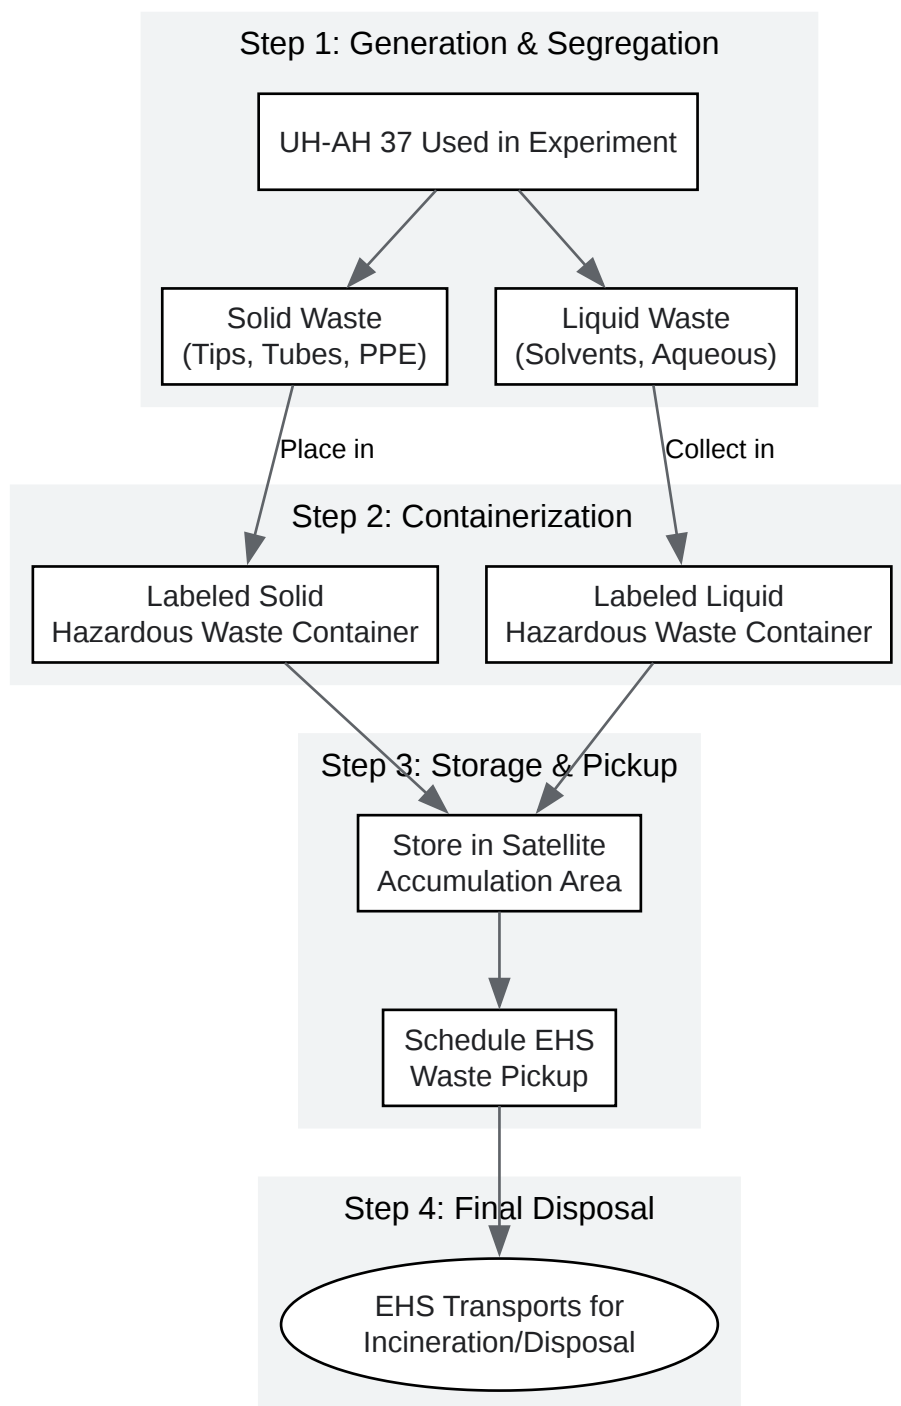 Step 1: Generation & Segregation
UH-AH 37 Used in Experiment
Solid Waste
(Tips, Tubes, PPE)
Liquid Waste
(Solvents, Aqueous)
Place in
Collect in
Step 2: Containerization
Labeled Solid
Hazardous Waste Container
Labeled Liquid
Hazardous Waste Container
Step 3: Storage & Pickup
Store in Satellite
Accumulation Area
Schedule EHS
Waste Pickup
Step 4: Final Disposal
EHS Transports for
Incineration/Disposal